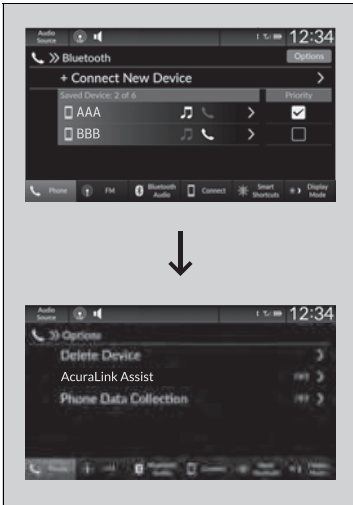 Audio Source
12:34
Bluetooth
Options
+ Connect New Device
Saved Device: 2 of 6
Priority
AAA
BBB
Phone
FM
Bluetooth Audio
Connect
Smart Shortcuts
Display Mode
Audio Source
12:34
Options
Delete Device
AcuraLink Assist
Phone Data Collection